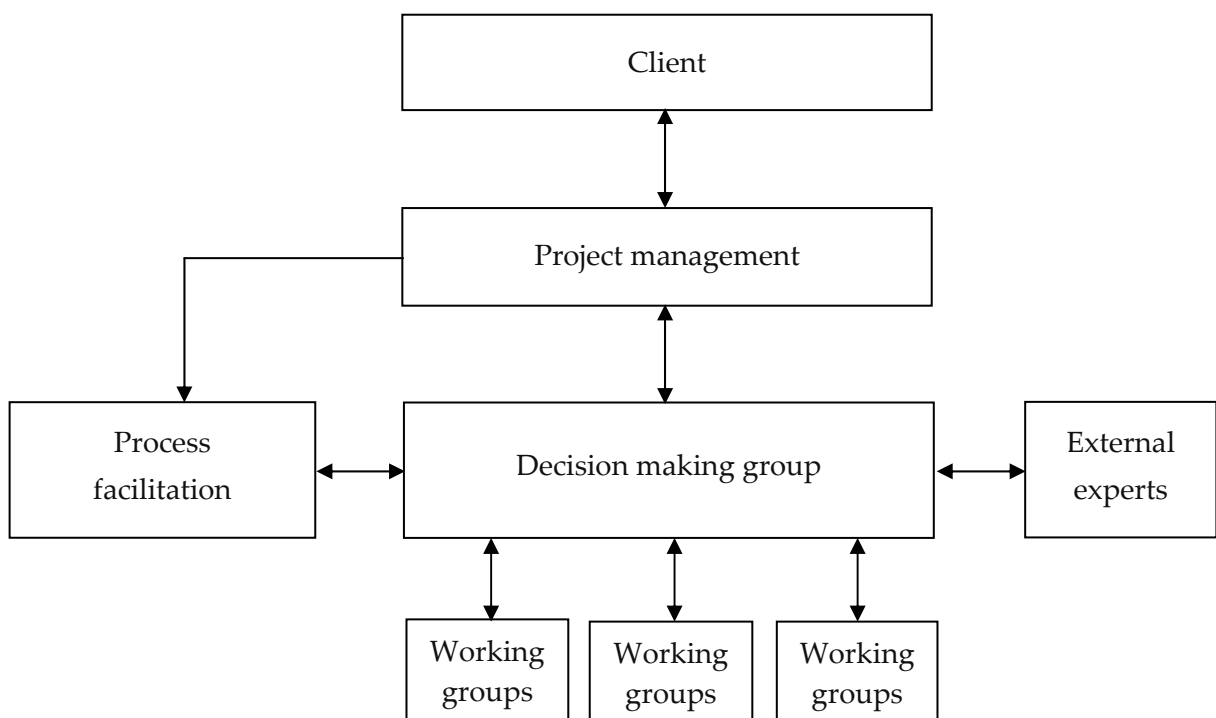 Client
Project management
Process
facilitation
Decision making group
External
experts
Working
groups
Working
groups
Working
groups